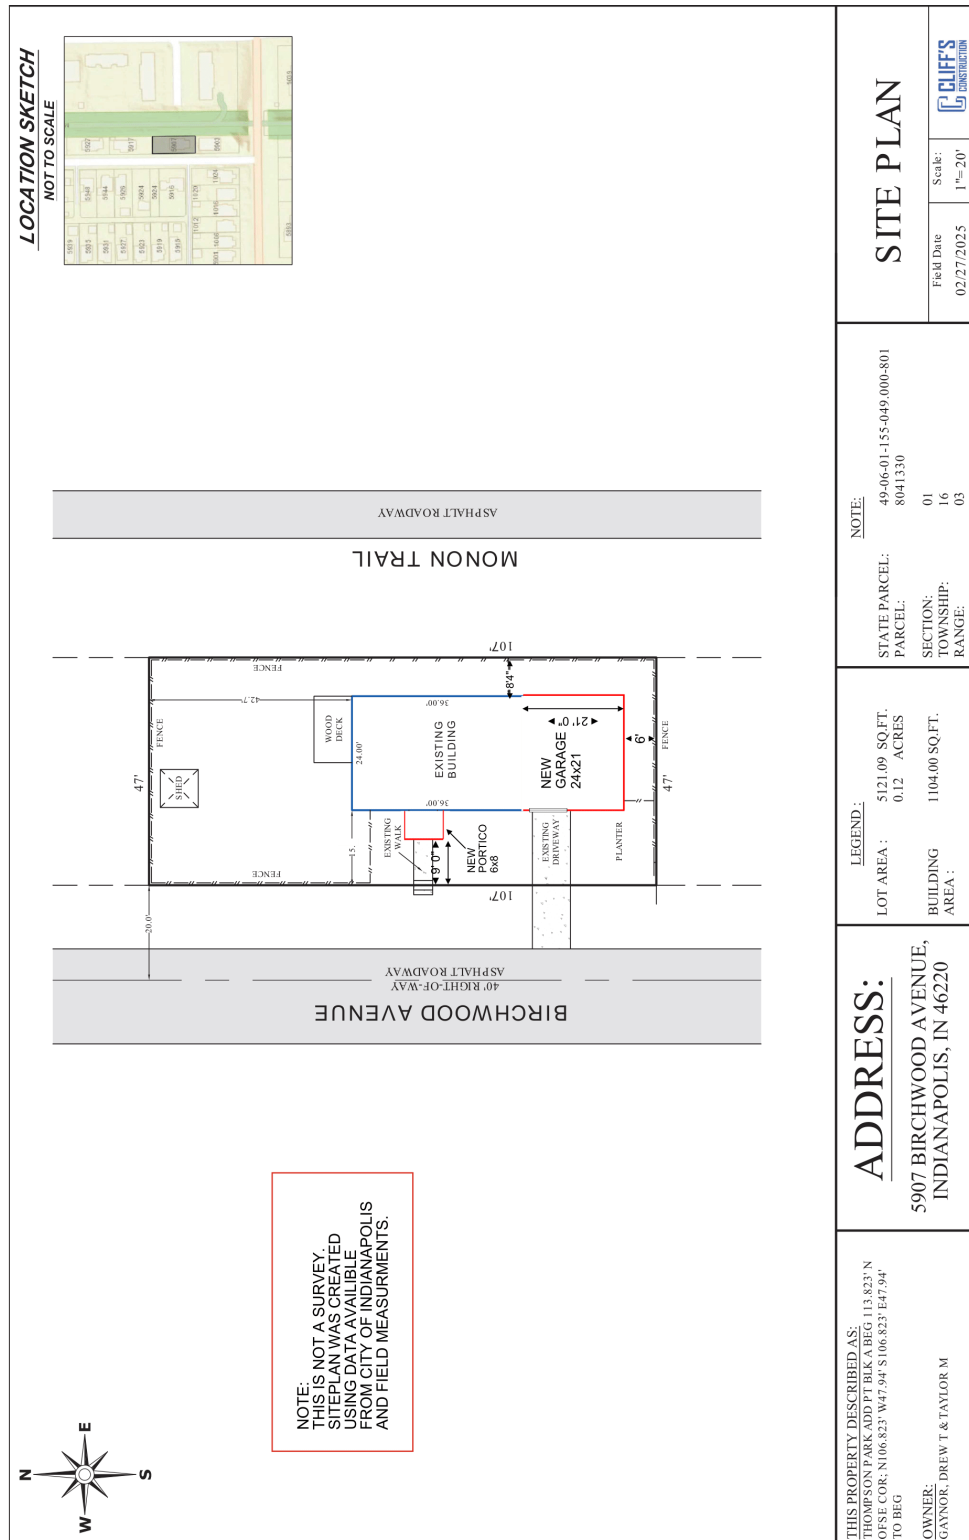 LOCATION SKETCH
NOT TO SCALE
ASPHALT ROADWAY
MONON TRAIL
107'
FENCE
42.7'
8'4"
36.00'
FENCE
WOOD
DECK
21' 0"
EXISTING
BUILDING
NEW
GARAGE
24x21
6'
FENCE
47'
SHED
24.00'
47'
36.00'
15.
EXISTING
WALK
EXISTING
DRIVEWAY
PLANTER
NEW
PORTICO
6x8
9' 0"
FENCE
107'
20.0'
ASPHALT ROADWAY
40' RIGHT-OF-WAY
BIRCHWOOD AVENUE
NOTE:
THIS IS NOT A SURVEY.
SITEPLAN WAS CREATED
USING DATA AVAILIBLE
FROM CITY OF INDIANAPOLIS
AND FIELD MEASURMENTS.
N
E
S
W
THIS PROPERTY DESCRIBED AS:
THOMPSON PARK ADD PT BLK A BEG 113.823' N
OFSE COR; N106.823' W47.94' S106.823' E47.94'
TO BEG
OWNER:
GAYNOR, DREW T & TAYLOR M
ADDRESS:
5907 BIRCHWOOD AVENUE,
INDIANAPOLIS, IN 46220
LEGEND :
LOT AREA : 5121.09 SQ.FT.
0.12 ACRES
BUILDING 1104.00 SQ.FT.
AREA :
NOTE:
STATE PARCEL: 49-06-01-155-049.000-801
PARCEL: 8041330
SECTION: 01
TOWNSHIP: 16
RANGE: 03
SITE PLAN
Field Date
02/27/2025
Scale:
1"= 20'
CLIFF'S
CONSTRUCTION